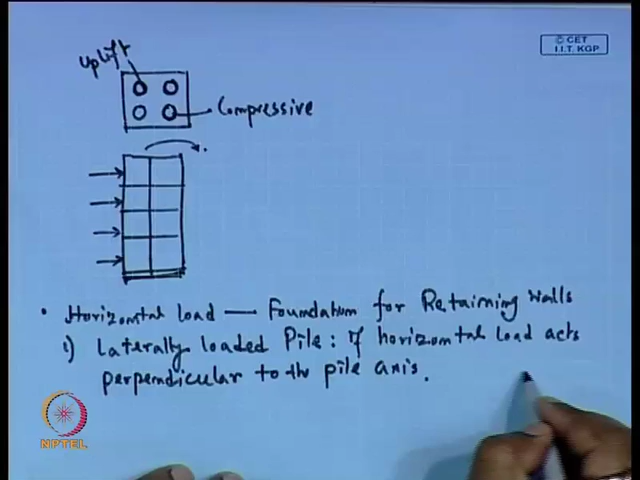 © CET
I.I.T. KGP
Uplift
Compressive
• Horizontal load — Foundation for Retaining Walls
1) Laterally loaded Pile : If horizontal load acts
perpendicular to the pile axis.
NPTEL